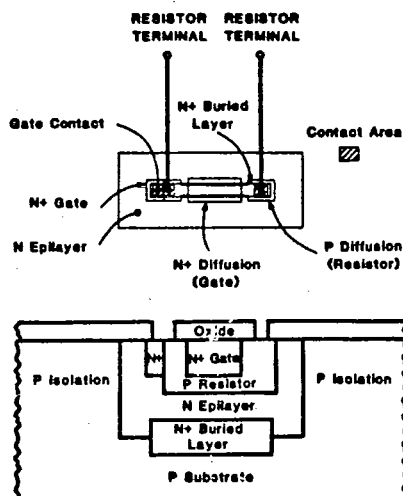 RESISTOR RESISTOR
TERMINAL TERMINAL
N+ Buried
Layer
Gate Contact
Contact Area
N+ Gate
N Epilayer
P Diffusion
(Resistor)
N+ Diffusion
(Gate)
Oxide
N+
N+ Gate
P Isolation
P Resistor
P Isolation
N Epilayer
N+ Buried
Layer
P Substrate